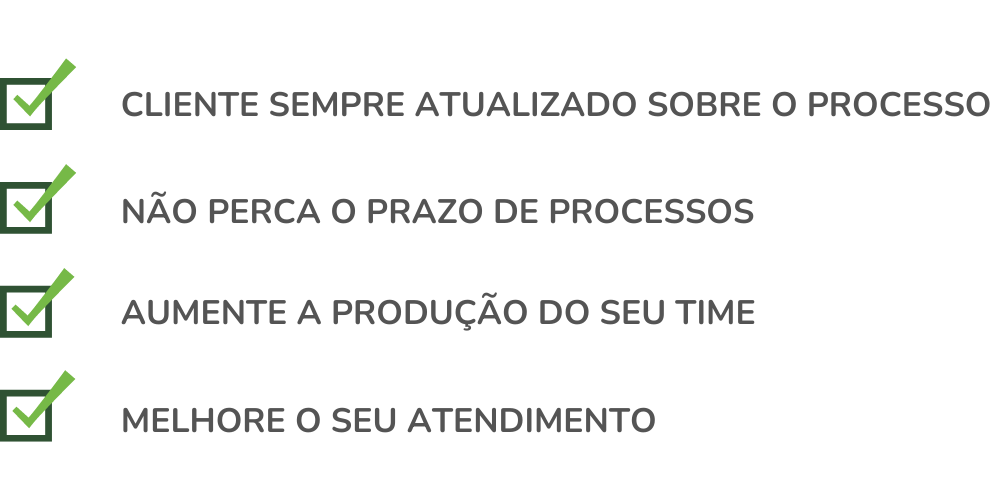 CLIENTE SEMPRE ATUALIZADO SOBRE O PROCESSO
NÃO PERCA O PRAZO DE PROCESSOS
AUMENTE A PRODUÇÃO DO SEU TIME
MELHORE O SEU ATENDIMENTO